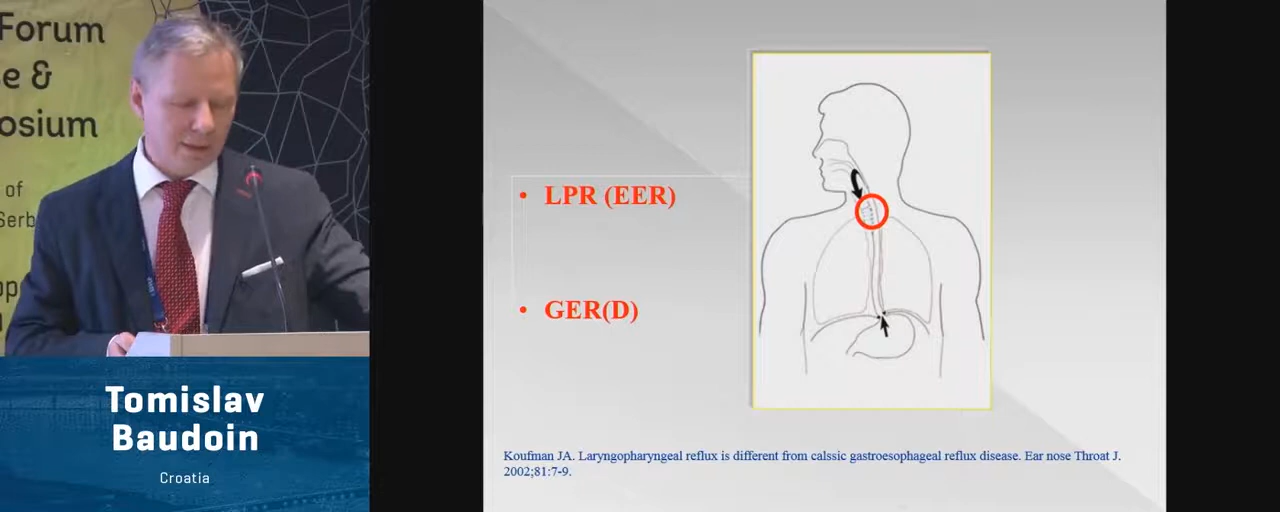 Forum
e &
osium
of
Serb
Tomislav
Baudoin
Croatia
• LPR (EER)
• GER(D)
Koufman JA. Laryngopharyngeal reflux is different from calssic gastroesophageal reflux disease. Ear nose Throat J.
2002;81:7-9.